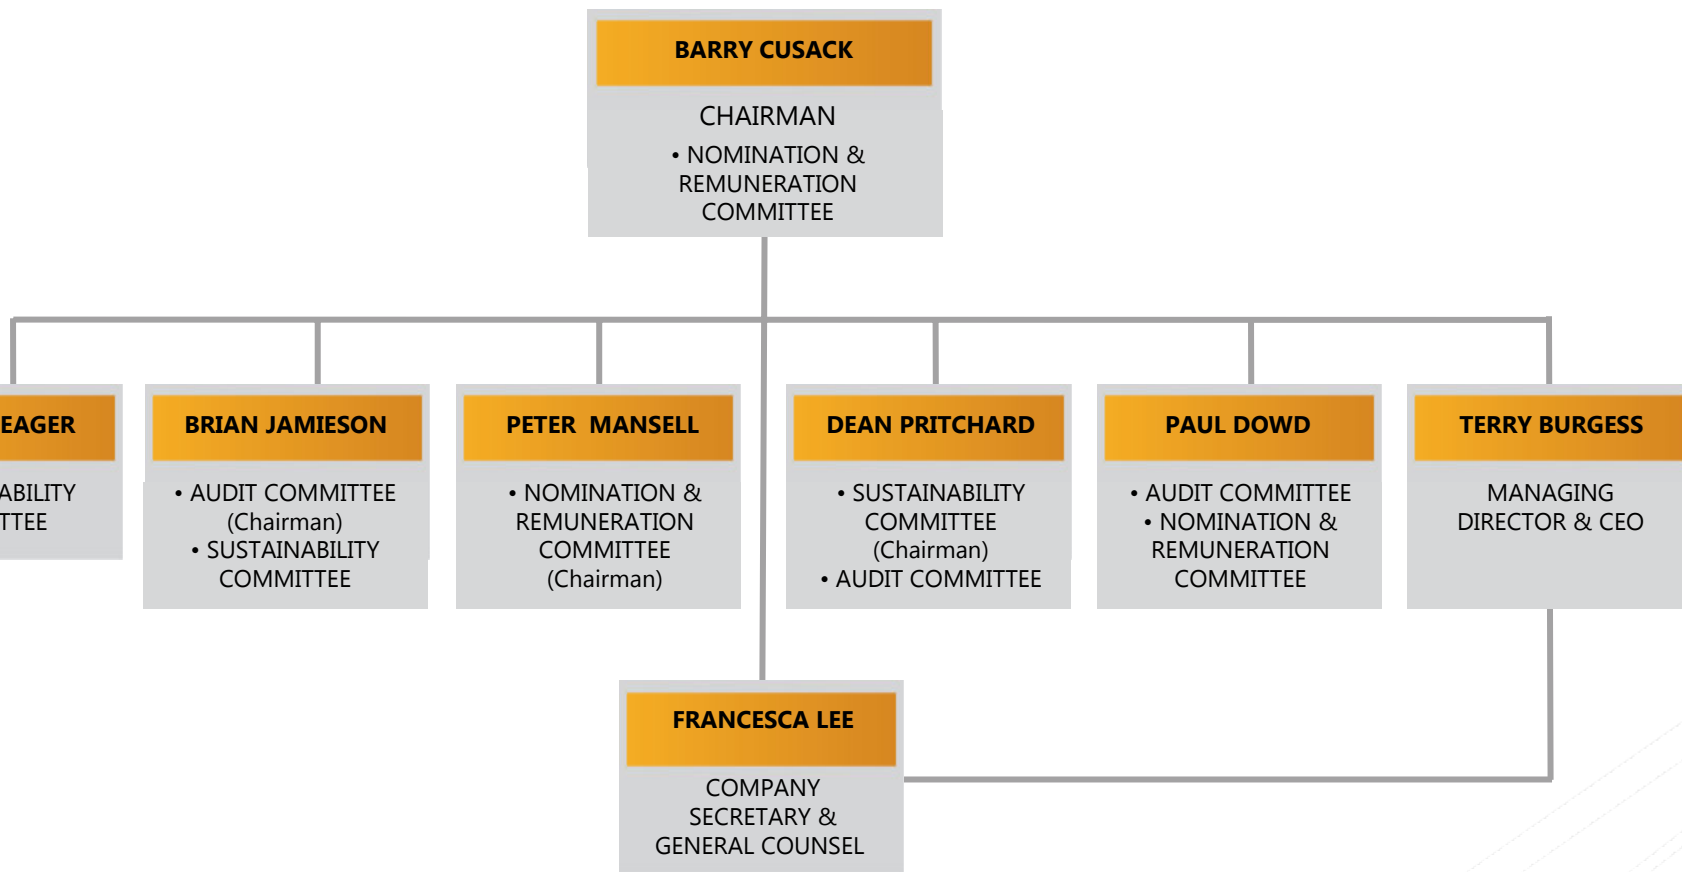 BARRY CUSACK
CHAIRMAN
• NOMINATION &
REMUNERATION
COMMITTEE
EAGER
ABILITY
TTEE
BRIAN JAMIESON
• AUDIT COMMITTEE
(Chairman)
• SUSTAINABILITY
COMMITTEE
PETER MANSELL
• NOMINATION &
REMUNERATION
COMMITTEE
(Chairman)
DEAN PRITCHARD
• SUSTAINABILITY
COMMITTEE
(Chairman)
• AUDIT COMMITTEE
PAUL DOWD
• AUDIT COMMITTEE
• NOMINATION &
REMUNERATION
COMMITTEE
TERRY BURGESS
MANAGING
DIRECTOR & CEO
FRANCESCA LEE
COMPANY
SECRETARY &
GENERAL COUNSEL